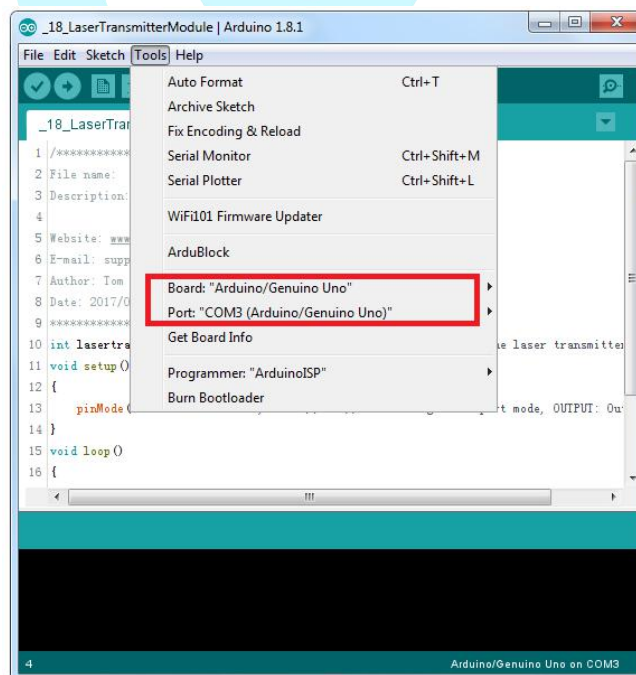 _18_LaserTransmitterModule | Arduino 1.8.1
File Edit Sketch Tools Help
Auto Format Ctrl+T
Archive Sketch
Fix Encoding & Reload
Serial Monitor Ctrl+Shift+M
Serial Plotter Ctrl+Shift+L
WiFi101 Firmware Updater
ArduBlock
Board: "Arduino/Genuino Uno"
Port: "COM3 (Arduino/Genuino Uno)"
Get Board Info
Programmer: "ArduinoISP"
Burn Bootloader
_18_LaserTrar
1 /***********
2 File name:
3 Description:
4
5 Website: www
6 E-mail: supp
7 Author: Tom
8 Date: 2017/0
9 ************
10 int lasertra e laser transmitter
11 void setup()
12 {
13 pinMode( t mode, OUTPUT: Ou
14 }
15 void loop()
16 {
4 Arduino/Genuino Uno on COM3